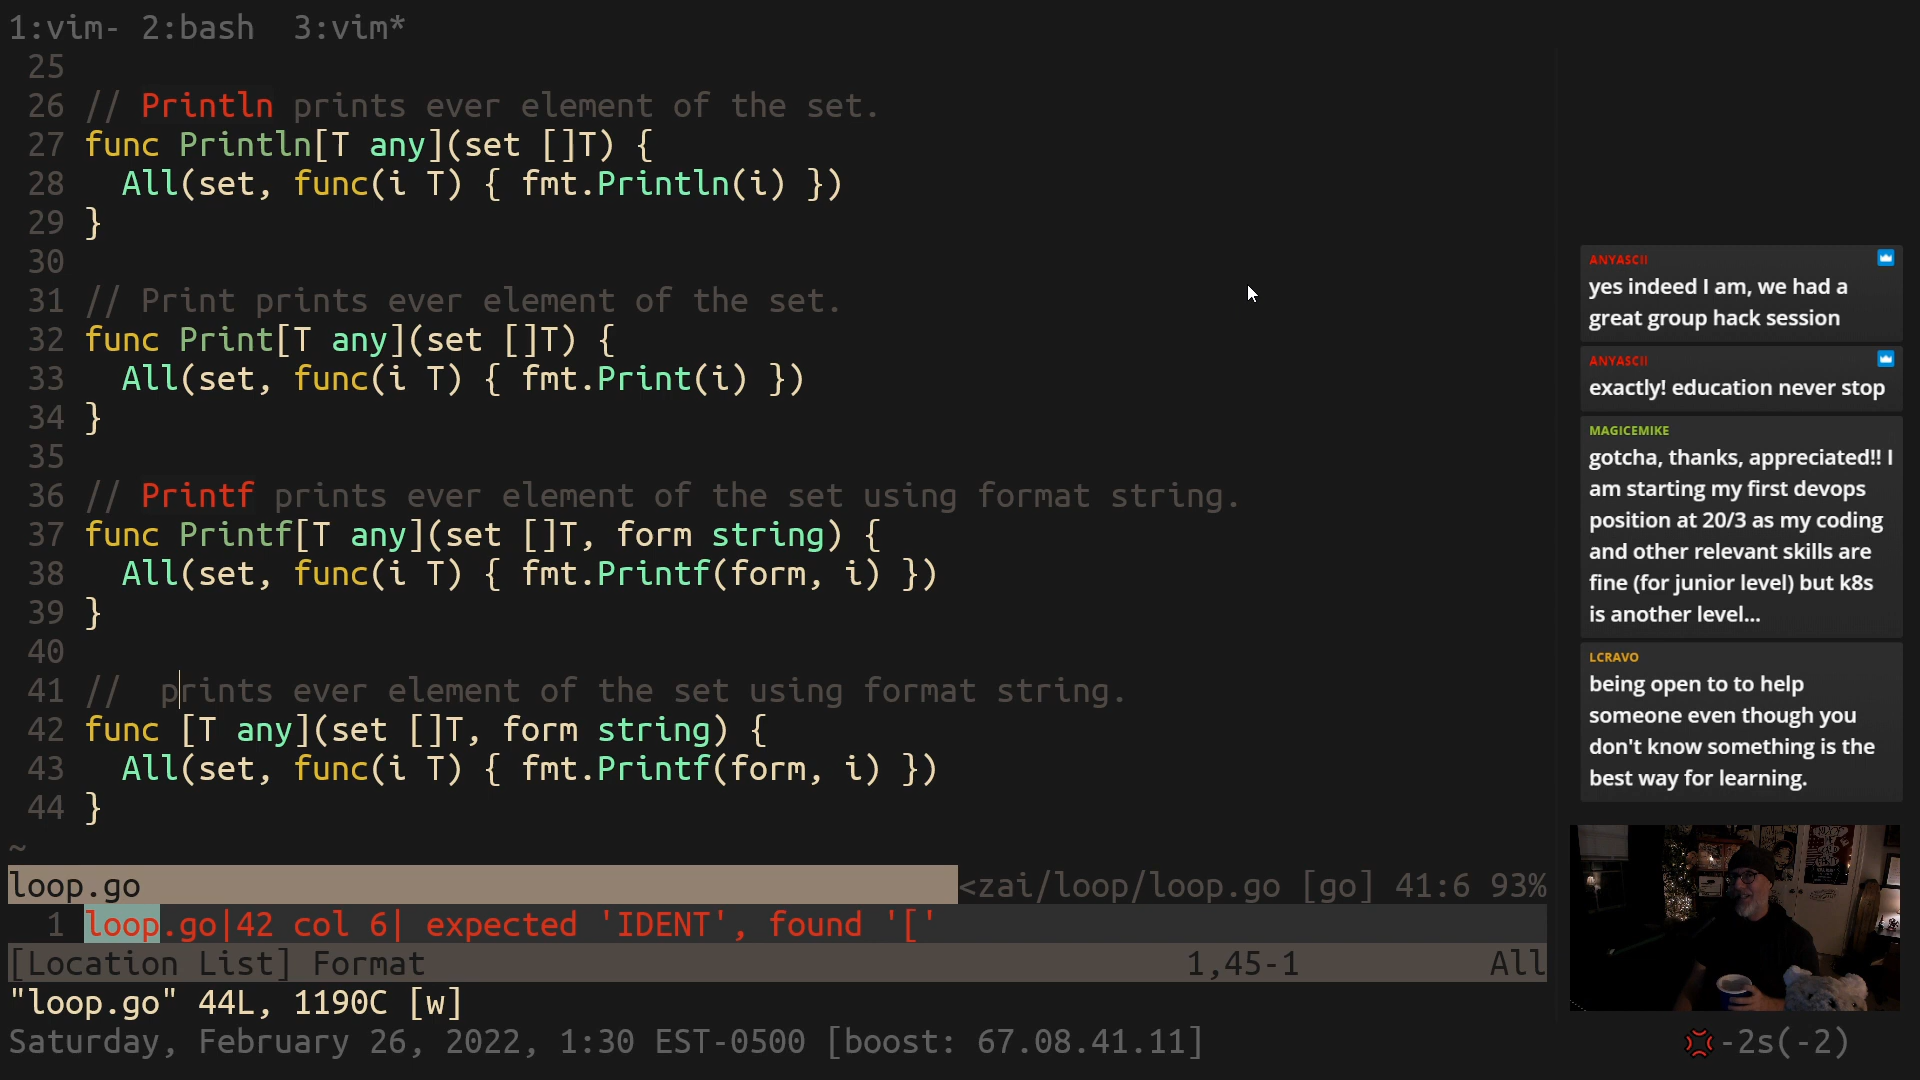 1:vim- 2:bash  3:vim*
25
26 // Println prints ever element of the set.
27 func Println[T any](set []T) {
28   All(set, func(i T) { fmt.Println(i) })
29 }
30
31 // Print prints ever element of the set.
32 func Print[T any](set []T) {
33   All(set, func(i T) { fmt.Print(i) })
34 }
35
36 // Printf prints ever element of the set using format string.
37 func Printf[T any](set []T, form string) {
38   All(set, func(i T) { fmt.Printf(form, i) })
39 }
40
41 //  prints ever element of the set using format string.
42 func [T any](set []T, form string) {
43   All(set, func(i T) { fmt.Printf(form, i) })
44 }
~
loop.go <zai/loop/loop.go [go] 41:6 93%
1 loop.go|42 col 6| expected 'IDENT', found '['
[Location List] Format 1,45-1 All
"loop.go" 44L, 1190C [w]
Saturday, February 26, 2022, 1:30 EST-0500 [boost: 67.08.41.11]
ANYASCII
yes indeed I am, we had a
great group hack session
ANYASCII
exactly! education never stop
MAGICEMIKE
gotcha, thanks, appreciated!! I
am starting my first devops
position at 20/3 as my coding
and other relevant skills are
fine (for junior level) but k8s
is another level...
LCRAVO
being open to to help
someone even though you
don't know something is the
best way for learning.
💢-2s(-2)